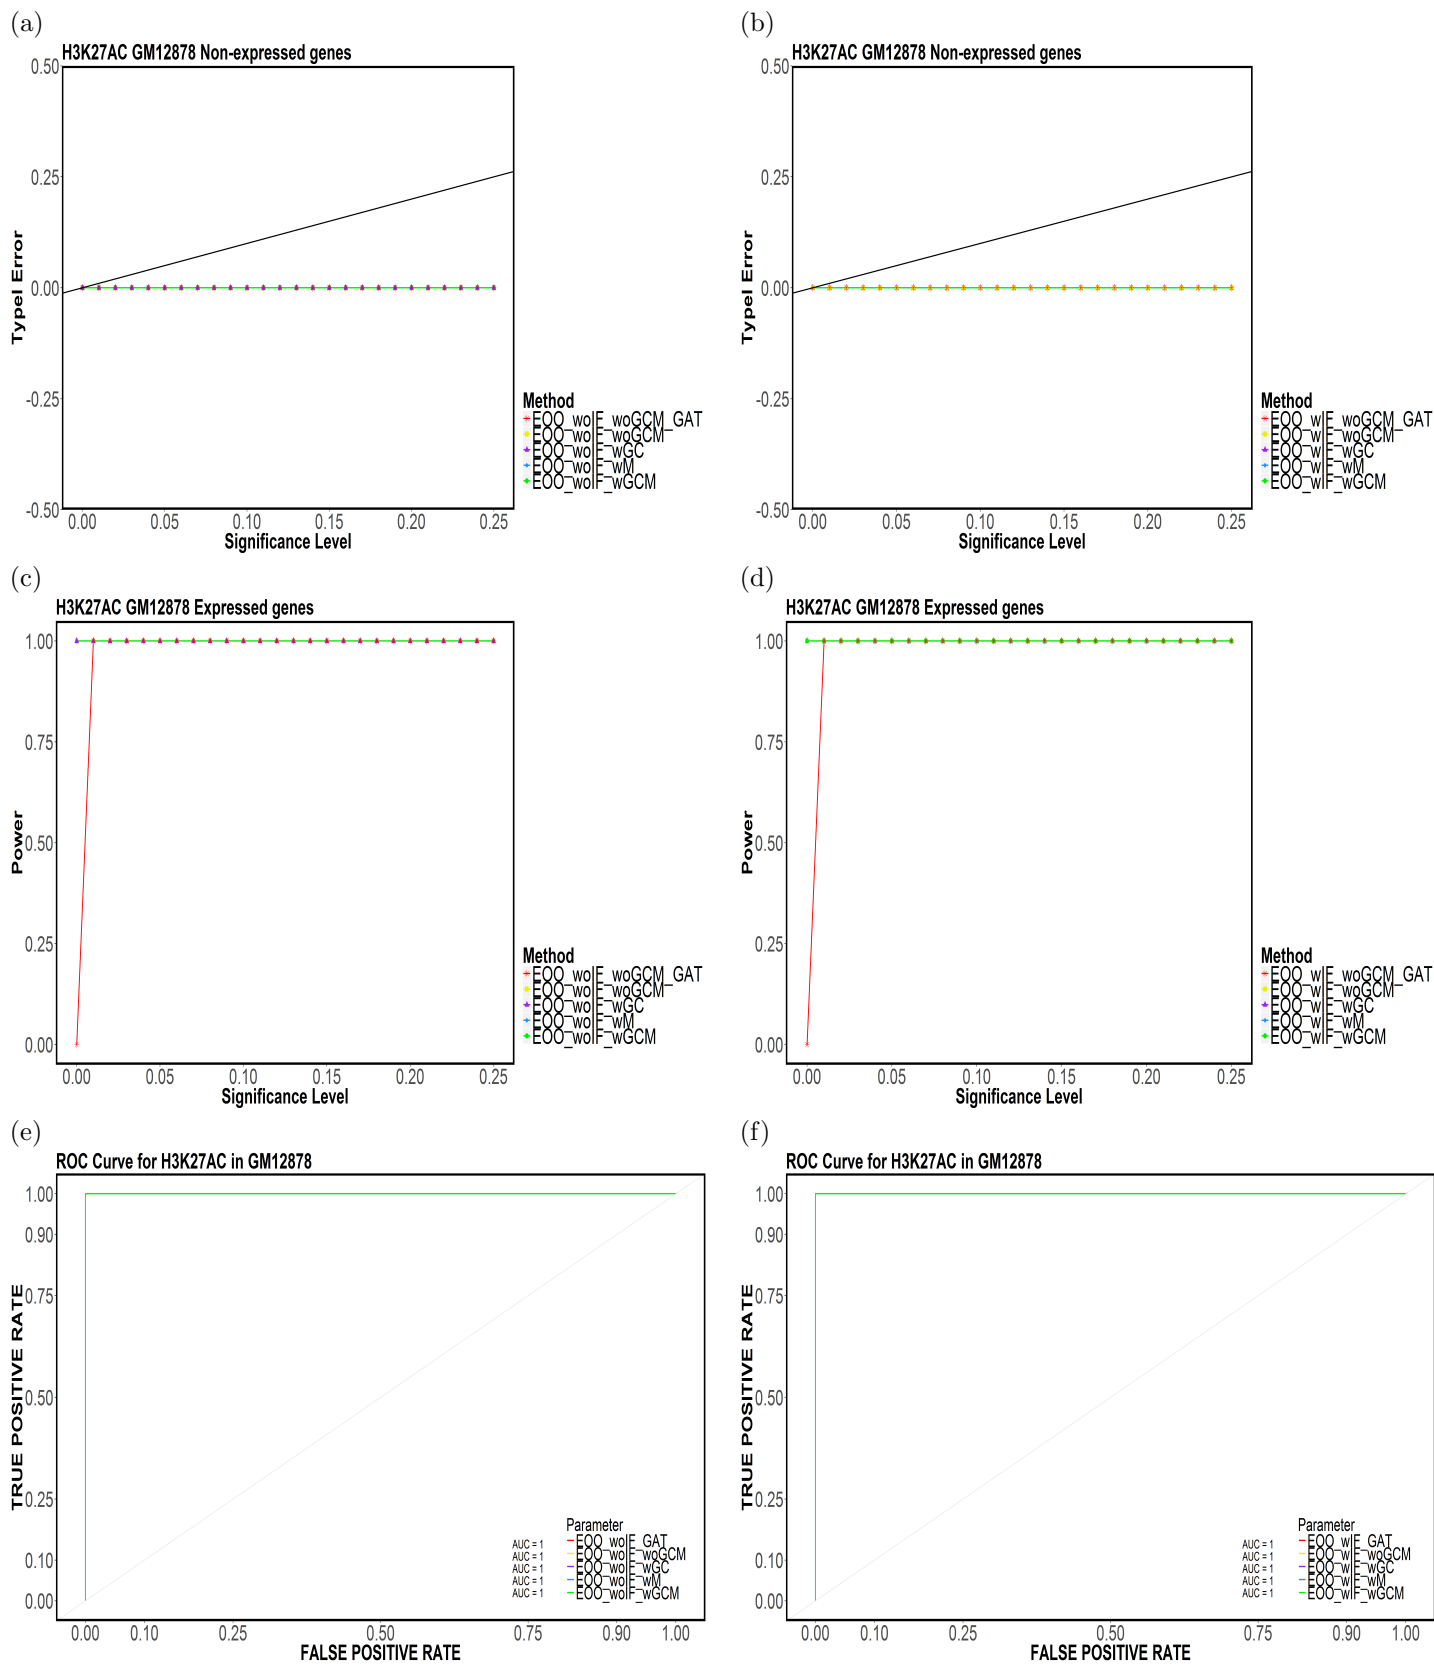 (a)
H3K27AC GM12878 Non-expressed genes
0.50
0.25
0.00
-0.25
-0.50
TypeI Error
0.00 0.05 0.10 0.15 0.20 0.25
Significance Level
Method
EOO_woIF_woGCM_GAT
EOO_woIF_woGCM
EOO_woIF_wGC
EOO_woIF_wM
EOO_woIF_wGCM
(b)
H3K27AC GM12878 Non-expressed genes
0.50
0.25
0.00
-0.25
-0.50
TypeI Error
0.00 0.05 0.10 0.15 0.20 0.25
Significance Level
Method
EOO_wIF_woGCM_GAT
EOO_wIF_woGCM
EOO_wIF_wGC
EOO_wIF_wM
EOO_wIF_wGCM
(c)
H3K27AC GM12878 Expressed genes
1.00
0.75
0.50
0.25
0.00
Power
0.00 0.05 0.10 0.15 0.20 0.25
Significance Level
Method
EOO_woIF_woGCM_GAT
EOO_woIF_woGCM
EOO_woIF_wGC
EOO_woIF_wM
EOO_woIF_wGCM
(d)
H3K27AC GM12878 Expressed genes
1.00
0.75
0.50
0.25
0.00
Power
0.00 0.05 0.10 0.15 0.20 0.25
Significance Level
Method
EOO_wIF_woGCM_GAT
EOO_wIF_woGCM
EOO_wIF_wGC
EOO_wIF_wM
EOO_wIF_wGCM
(e)
ROC Curve for H3K27AC in GM12878
1.00
0.90
0.75
0.50
0.25
0.10
0.00
TRUE POSITIVE RATE
Parameter
AUC = 1 EOO_woIF_GAT
AUC = 1 EOO_woIF_woGCM
AUC = 1 EOO_woIF_wGC
AUC = 1 EOO_woIF_wM
AUC = 1 EOO_woIF_wGCM
0.00 0.10 0.25 0.50 0.75 0.90 1.00
FALSE POSITIVE RATE
(f)
ROC Curve for H3K27AC in GM12878
1.00
0.90
0.75
0.50
0.25
0.10
0.00
TRUE POSITIVE RATE
Parameter
AUC = 1 EOO_wIF_GAT
AUC = 1 EOO_wIF_woGCM
AUC = 1 EOO_wIF_wGC
AUC = 1 EOO_wIF_wM
AUC = 1 EOO_wIF_wGCM
0.00 0.10 0.25 0.50 0.75 0.90 1.00
FALSE POSITIVE RATE